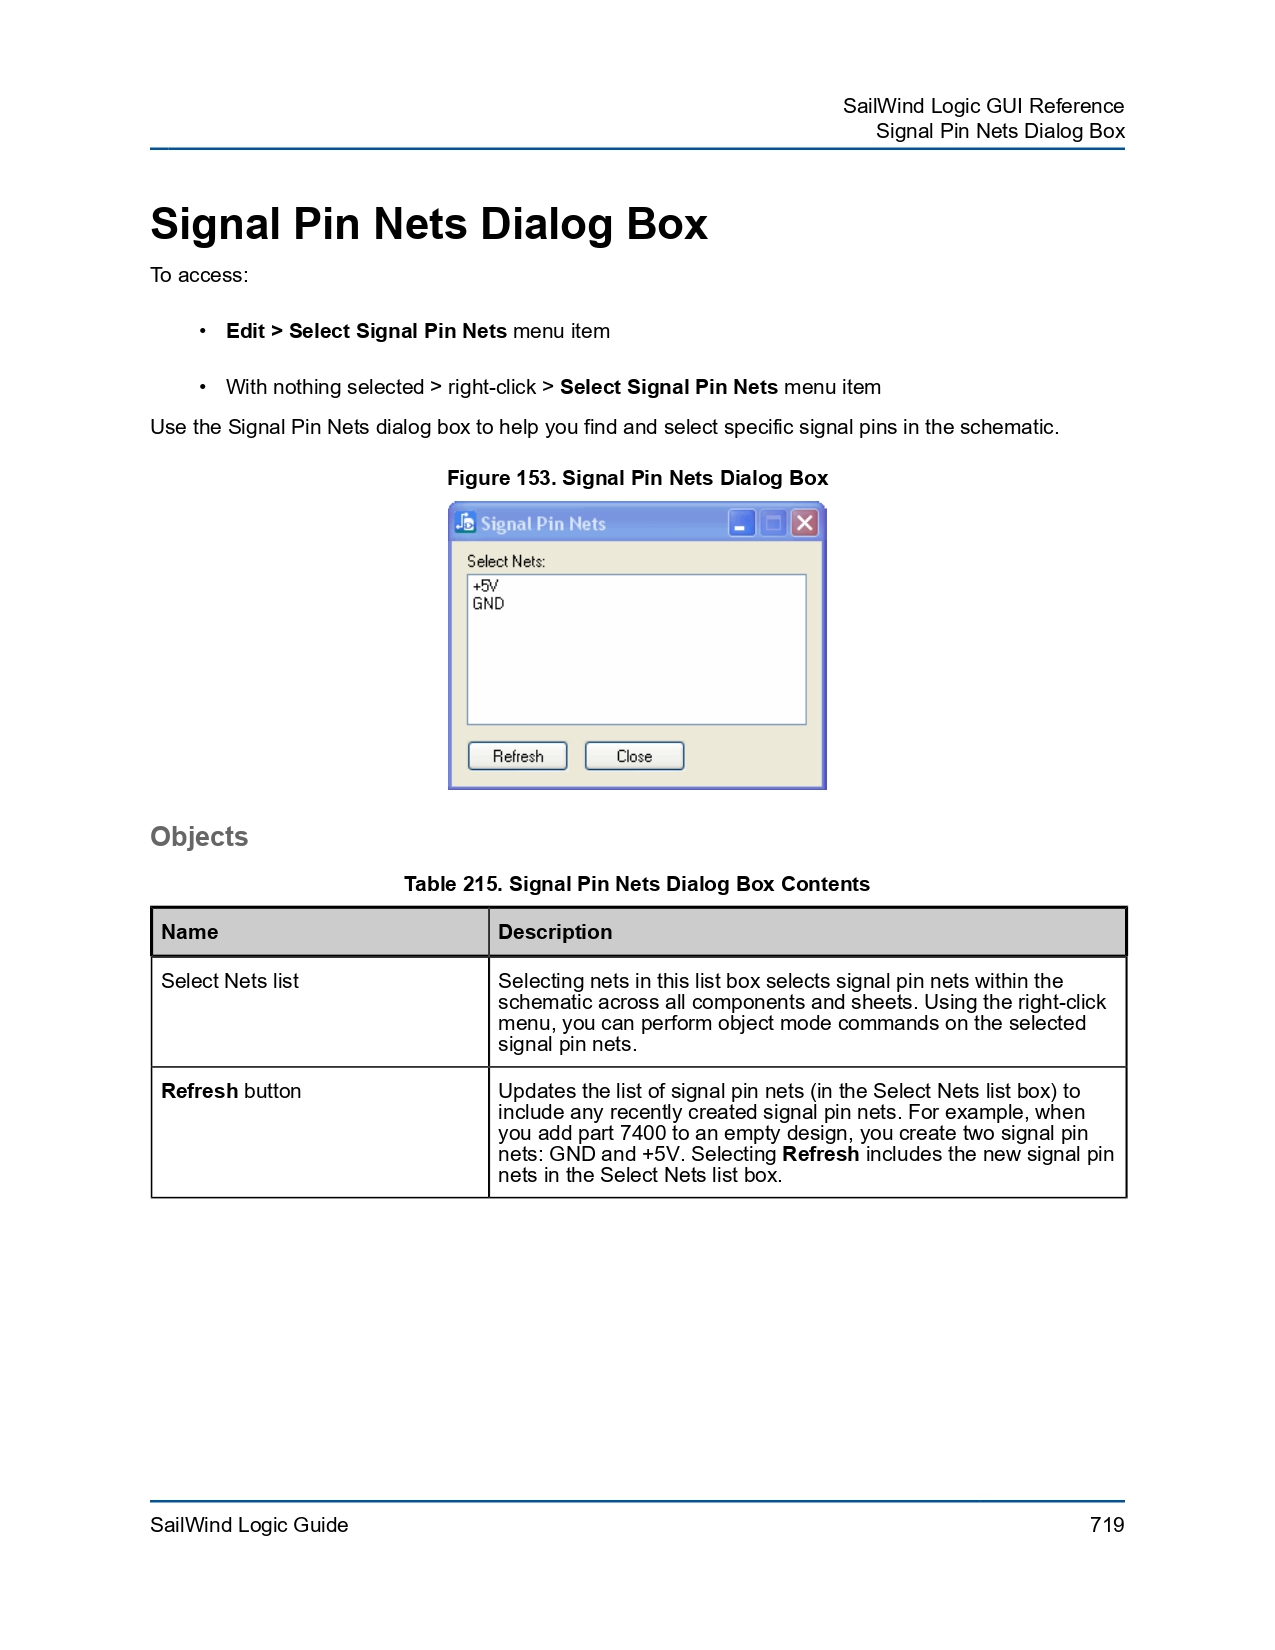 SailWind Logic GUI Reference
Signal Pin Nets Dialog Box
Signal Pin Nets Dialog Box
To access:
• Edit > Select Signal Pin Nets menu item
• With nothing selected > right-click > Select Signal Pin Nets menu item
Use the Signal Pin Nets dialog box to help you find and select specific signal pins in the schematic.
Figure 153. Signal Pin Nets Dialog Box
Signal Pin Nets
Select Nets:
+5V
GND
Refresh Close
Objects
Table 215. Signal Pin Nets Dialog Box Contents
Name Description
Select Nets list Selecting nets in this list box selects signal pin nets within the
schematic across all components and sheets. Using the right-click
menu, you can perform object mode commands on the selected
signal pin nets.
Refresh button Updates the list of signal pin nets (in the Select Nets list box) to
include any recently created signal pin nets. For example, when
you add part 7400 to an empty design, you create two signal pin
nets: GND and +5V. Selecting Refresh includes the new signal pin
nets in the Select Nets list box.
SailWind Logic Guide 719